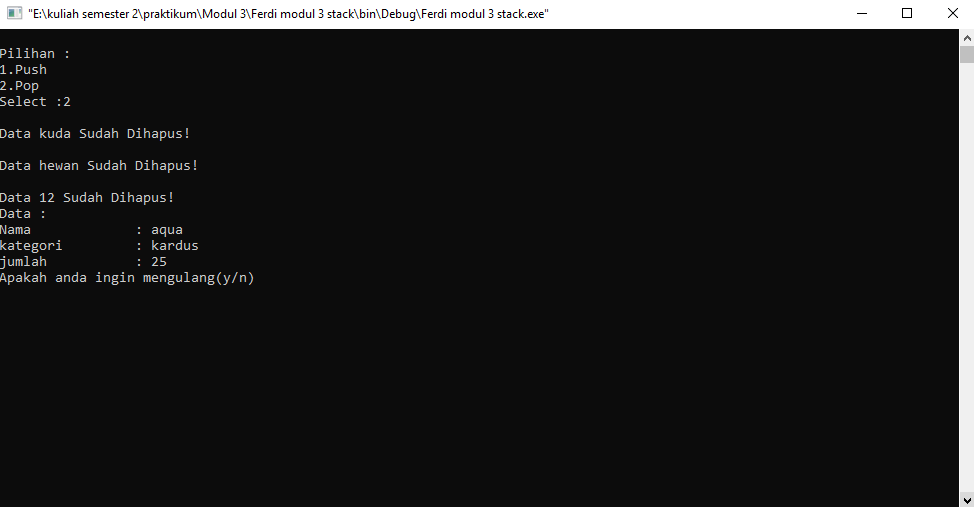 "E:\kuliah semester 2\praktikum\Modul 3\Ferdi modul 3 stack\bin\Debug\Ferdi modul 3 stack.exe"
Pilihan :
1.Push
2.Pop
Select :2
Data kuda Sudah Dihapus!
Data hewan Sudah Dihapus!
Data 12 Sudah Dihapus!
Data :
Nama : aqua
kategori : kardus
jumlah : 25
Apakah anda ingin mengulang(y/n)